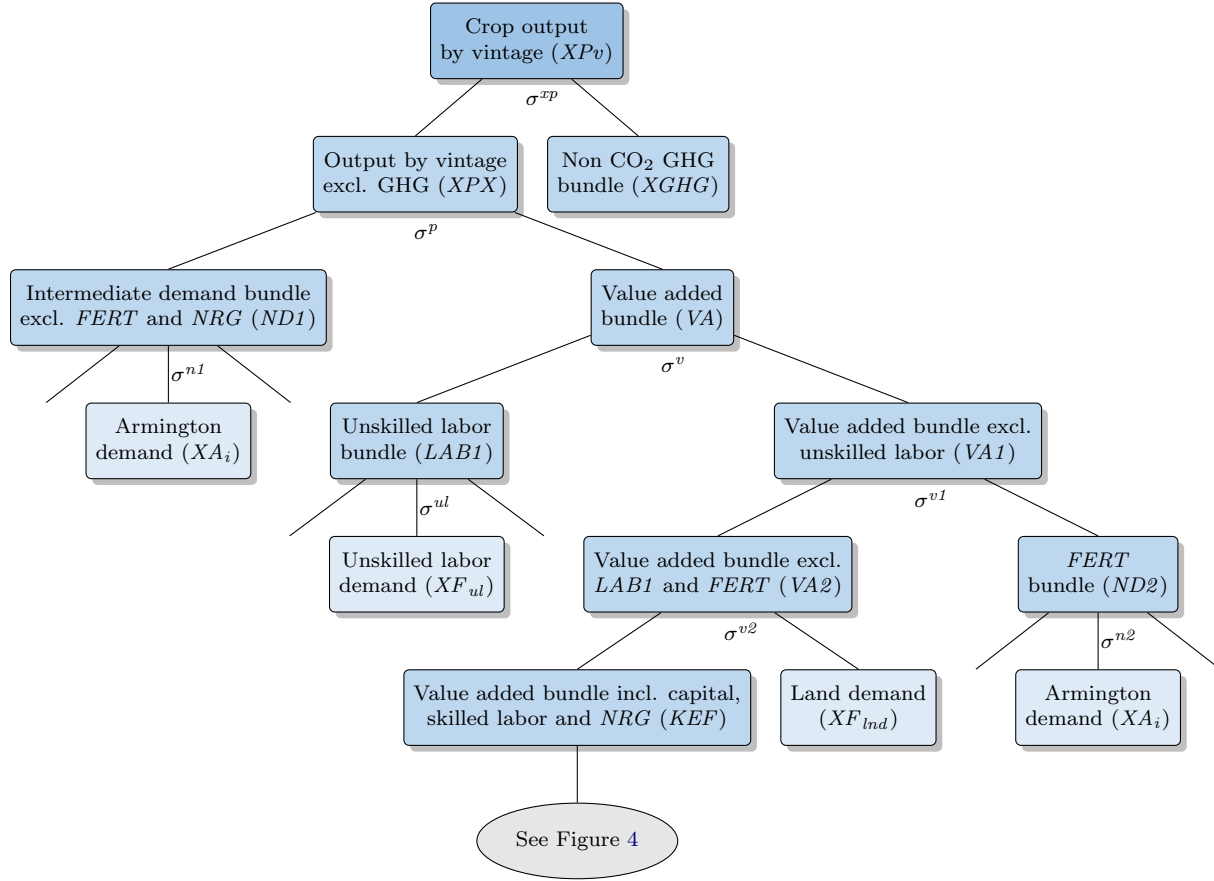 Crop output
by vintage (XPv)
σ^xp
Output by vintage
excl. GHG (XPX)
Non CO₂ GHG
bundle (XGHG)
σ^p
Intermediate demand bundle
excl. FERT and NRG (ND1)
Value added
bundle (VA)
σ^n1
σ^v
Armington
demand (XA_i)
Unskilled labor
bundle (LAB1)
Value added bundle excl.
unskilled labor (VA1)
σ^ul
σ^v1
Unskilled labor
demand (XF_ul)
Value added bundle excl.
LAB1 and FERT (VA2)
FERT
bundle (ND2)
σ^v2
σ^n2
Value added bundle incl. capital,
skilled labor and NRG (KEF)
Land demand
(XF_lnd)
Armington
demand (XA_i)
See Figure 4